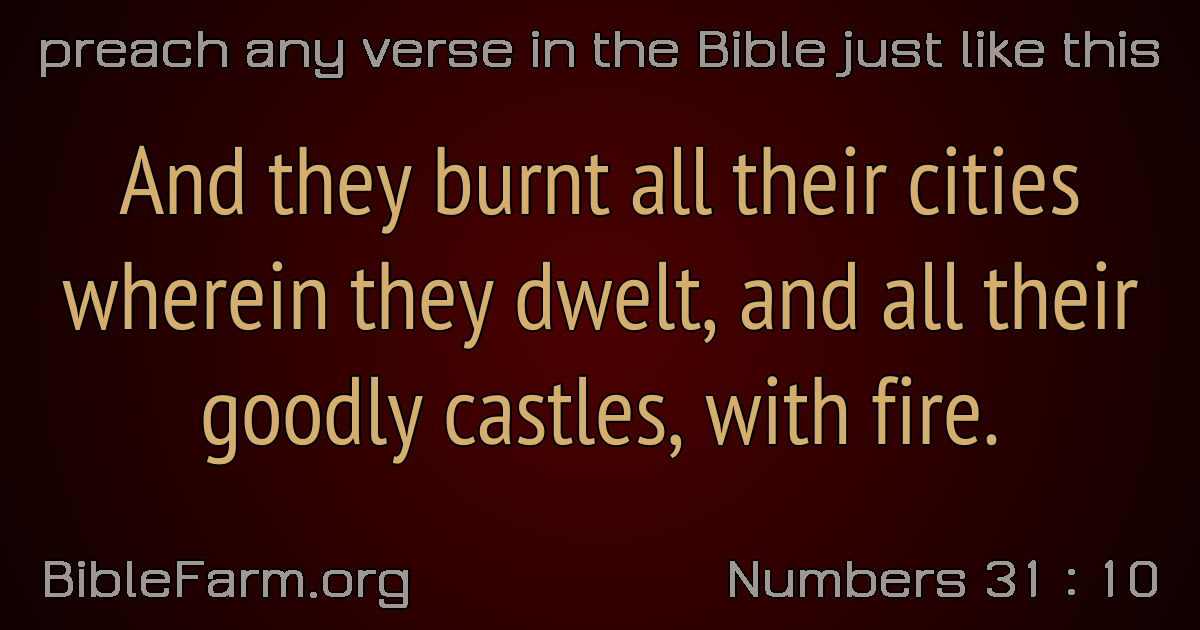 preach any verse in the Bible just like this
And they burnt all their cities
wherein they dwelt, and all their
goodly castles, with fire.
BibleFarm.org
Numbers 31 : 10